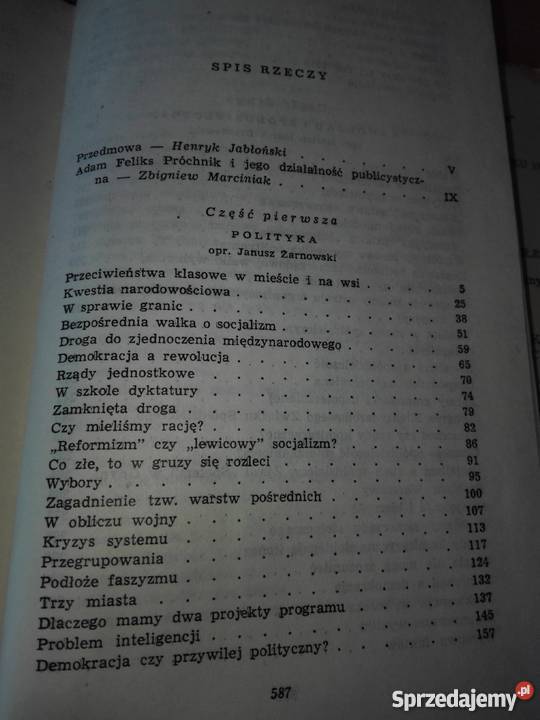 SPIS RZECZY
Przedmowa — Henryk Jabłoński . . . . . . . V
Adam Feliks Próchnik i jego działalność publicystycz-
na — Zbigniew Marciniak . . . . . . . . IX
Część pierwsza
POLITYKA
opr. Janusz Żarnowski
Przeciwieństwa klasowe w mieście i na wsi . . . . 5
Kwestia narodowościowa . . . . . . . . . 25
W sprawie granic . . . . . . . . . . . 38
Bezpośrednia walka o socjalizm . . . . . . . 51
Droga do zjednoczenia międzynarodowego . . . . . 59
Demokracja a rewolucja . . . . . . . . . 65
Rządy jednostkowe . . . . . . . . . . 70
W szkole dyktatury . . . . . . . . . . 74
Zamknięta droga . . . . . . . . . . . 79
Czy mieliśmy rację? . . . . . . . . . . 82
„Reformizm” czy „lewicowy” socjalizm? . . . . . 86
Co złe, to w gruzy się rozleci . . . . . . . 91
Wybory . . . . . . . . . . . . . 95
Zagadnienie tzw. warstw pośrednich . . . . . . 100
W obliczu wojny . . . . . . . . . . . 107
Kryzys systemu . . . . . . . . . . . 113
Przegrupowania . . . . . . . . . . . 117
Podłoże faszyzmu . . . . . . . . . . . 124
Trzy miasta . . . . . . . . . . . . 132
Dlaczego mamy dwa projekty programu . . . . . 137
Problem inteligencji . . . . . . . . . . 145
Demokracja czy przywilej polityczny? . . . . . . 157
587
Sprzedajemy.pl